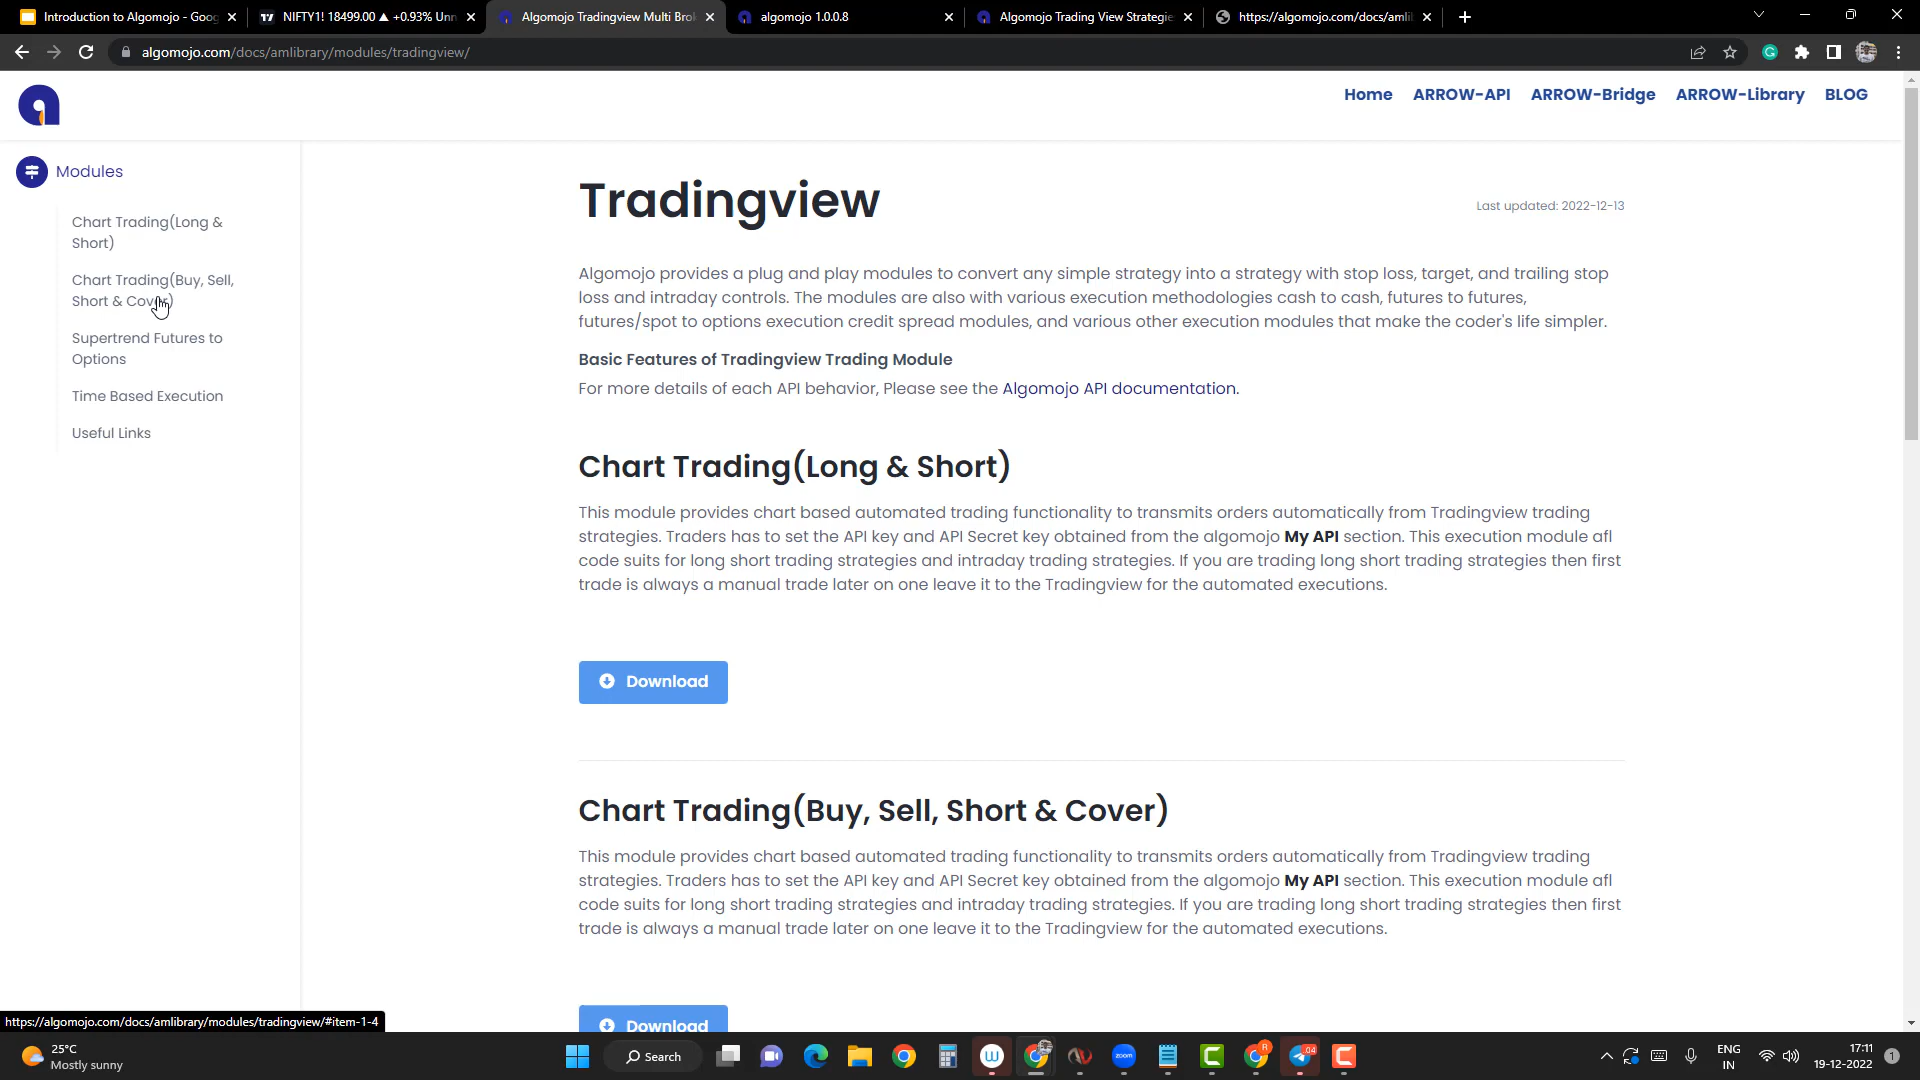 Introduction to Algomojo - Goog
NIFTY1! 18499.00 ▲ +0.93% Unn
Algomojo Tradingview Multi Brok
algomojo 1.0.0.8
Algomojo Trading View Strategie
https://algomojo.com/docs/amli
algomojo.com/docs/amlibrary/modules/tradingview/
Home ARROW-API ARROW-Bridge ARROW-Library BLOG
Modules
Chart Trading(Long &
Short)
Chart Trading(Buy, Sell,
Short & Cover)
Supertrend Futures to
Options
Time Based Execution
Useful Links
Tradingview
Last updated: 2022-12-13
Algomojo provides a plug and play modules to convert any simple strategy into a strategy with stop loss, target, and trailing stop
loss and intraday controls. The modules are also with various execution methodologies cash to cash, futures to futures,
futures/spot to options execution credit spread modules, and various other execution modules that make the coder's life simpler.
Basic Features of Tradingview Trading Module
For more details of each API behavior, Please see the Algomojo API documentation.
Chart Trading(Long & Short)
This module provides chart based automated trading functionality to transmits orders automatically from Tradingview trading
strategies. Traders has to set the API key and API Secret key obtained from the algomojo My API section. This execution module afl
code suits for long short trading strategies and intraday trading strategies. If you are trading long short trading strategies then first
trade is always a manual trade later on one leave it to the Tradingview for the automated executions.
Download
Chart Trading(Buy, Sell, Short & Cover)
This module provides chart based automated trading functionality to transmits orders automatically from Tradingview trading
strategies. Traders has to set the API key and API Secret key obtained from the algomojo My API section. This execution module afl
code suits for long short trading strategies and intraday trading strategies. If you are trading long short trading strategies then first
trade is always a manual trade later on one leave it to the Tradingview for the automated executions.
Download
https://algomojo.com/docs/amlibrary/modules/tradingview/#item-1-4
25°C
Mostly sunny
Search
zoom
R
.04
ENG
IN
17:11
19-12-2022
1